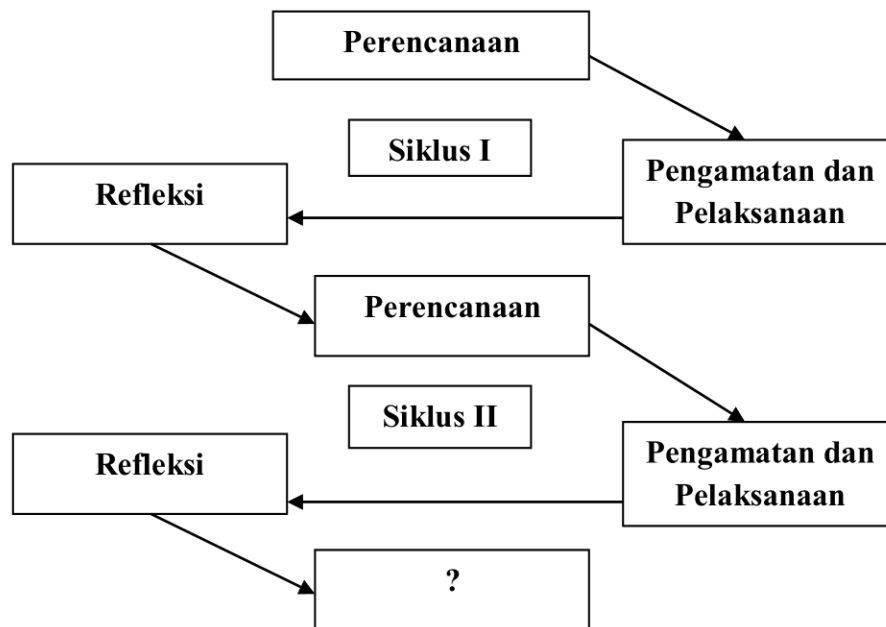 Perencanaan
Siklus I
Pengamatan dan
Pelaksanaan
Refleksi
Perencanaan
Siklus II
Pengamatan dan
Pelaksanaan
Refleksi
?